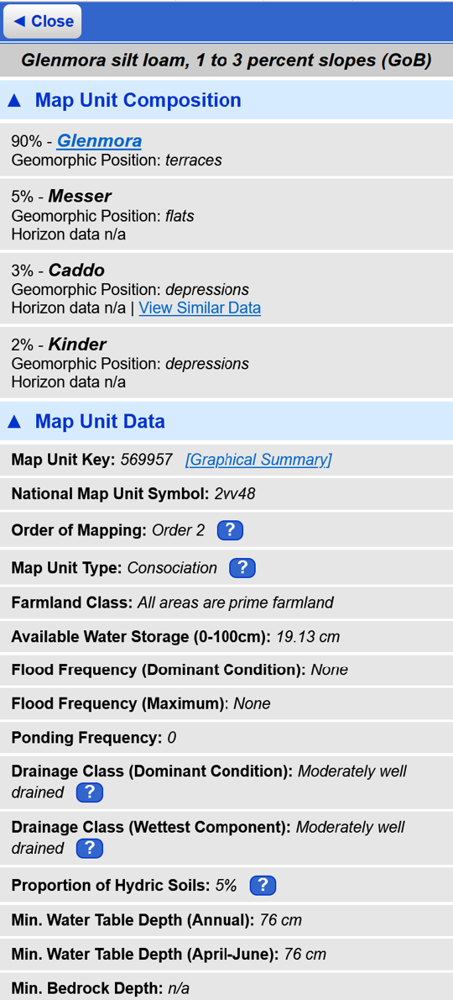 ◄ Close
Glenmora silt loam, 1 to 3 percent slopes (GoB)
▲ Map Unit Composition
90% - Glenmora
Geomorphic Position: terraces
5% - Messer
Geomorphic Position: flats
Horizon data n/a
3% - Caddo
Geomorphic Position: depressions
Horizon data n/a | View Similar Data
2% - Kinder
Geomorphic Position: depressions
Horizon data n/a
▲ Map Unit Data
Map Unit Key: 569957 [Graphical Summary]
National Map Unit Symbol: 2vv48
Order of Mapping: Order 2 ?
Map Unit Type: Consociation ?
Farmland Class: All areas are prime farmland
Available Water Storage (0-100cm): 19.13 cm
Flood Frequency (Dominant Condition): None
Flood Frequency (Maximum): None
Ponding Frequency: 0
Drainage Class (Dominant Condition): Moderately well
drained ?
Drainage Class (Wettest Component): Moderately well
drained ?
Proportion of Hydric Soils: 5% ?
Min. Water Table Depth (Annual): 76 cm
Min. Water Table Depth (April-June): 76 cm
Min. Bedrock Depth: n/a